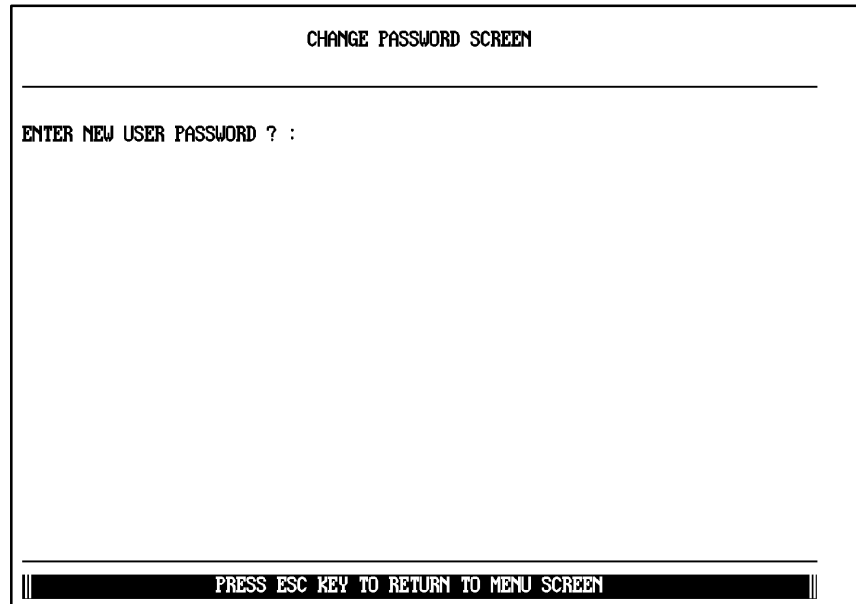 CHANGE PASSWORD SCREEN
ENTER NEW USER PASSWORD ? :
PRESS ESC KEY TO RETURN TO MENU SCREEN